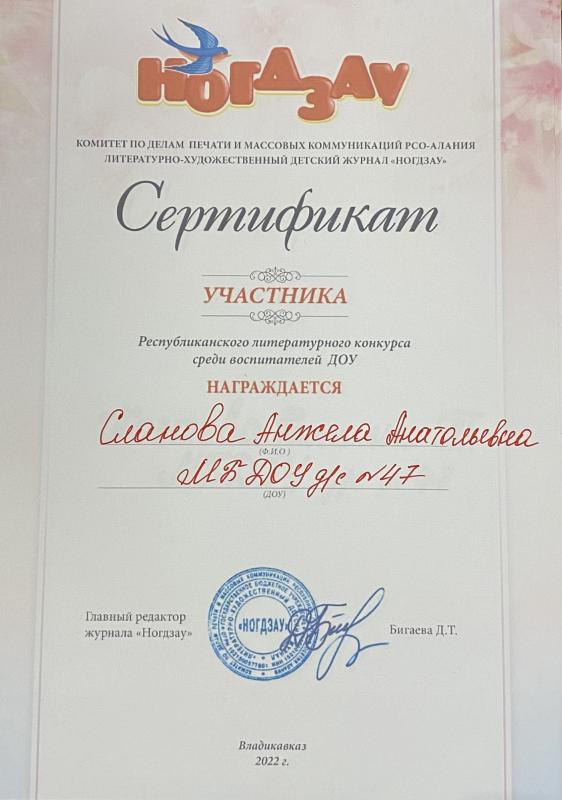 НОГДЗАУ
КОМИТЕТ ПО ДЕЛАМ ПЕЧАТИ И МАССОВЫХ КОММУНИКАЦИЙ РСО-АЛАНИЯ
ЛИТЕРАТУРНО-ХУДОЖЕСТВЕННЫЙ ДЕТСКИЙ ЖУРНАЛ «НОГДЗАУ»
Сертификат
УЧАСТНИКА
Республиканского литературного конкурса
среди воспитателей ДОУ
НАГРАЖДАЕТСЯ
Сланова Анжела Анатольевна
(Ф.И.О)
МБДОУ д/с №47
(ДОУ)
Главный редактор
журнала «Ногдзау»
«НОГДЗАУ»
Бигаева Д.Т.
Владикавказ
2022 г.